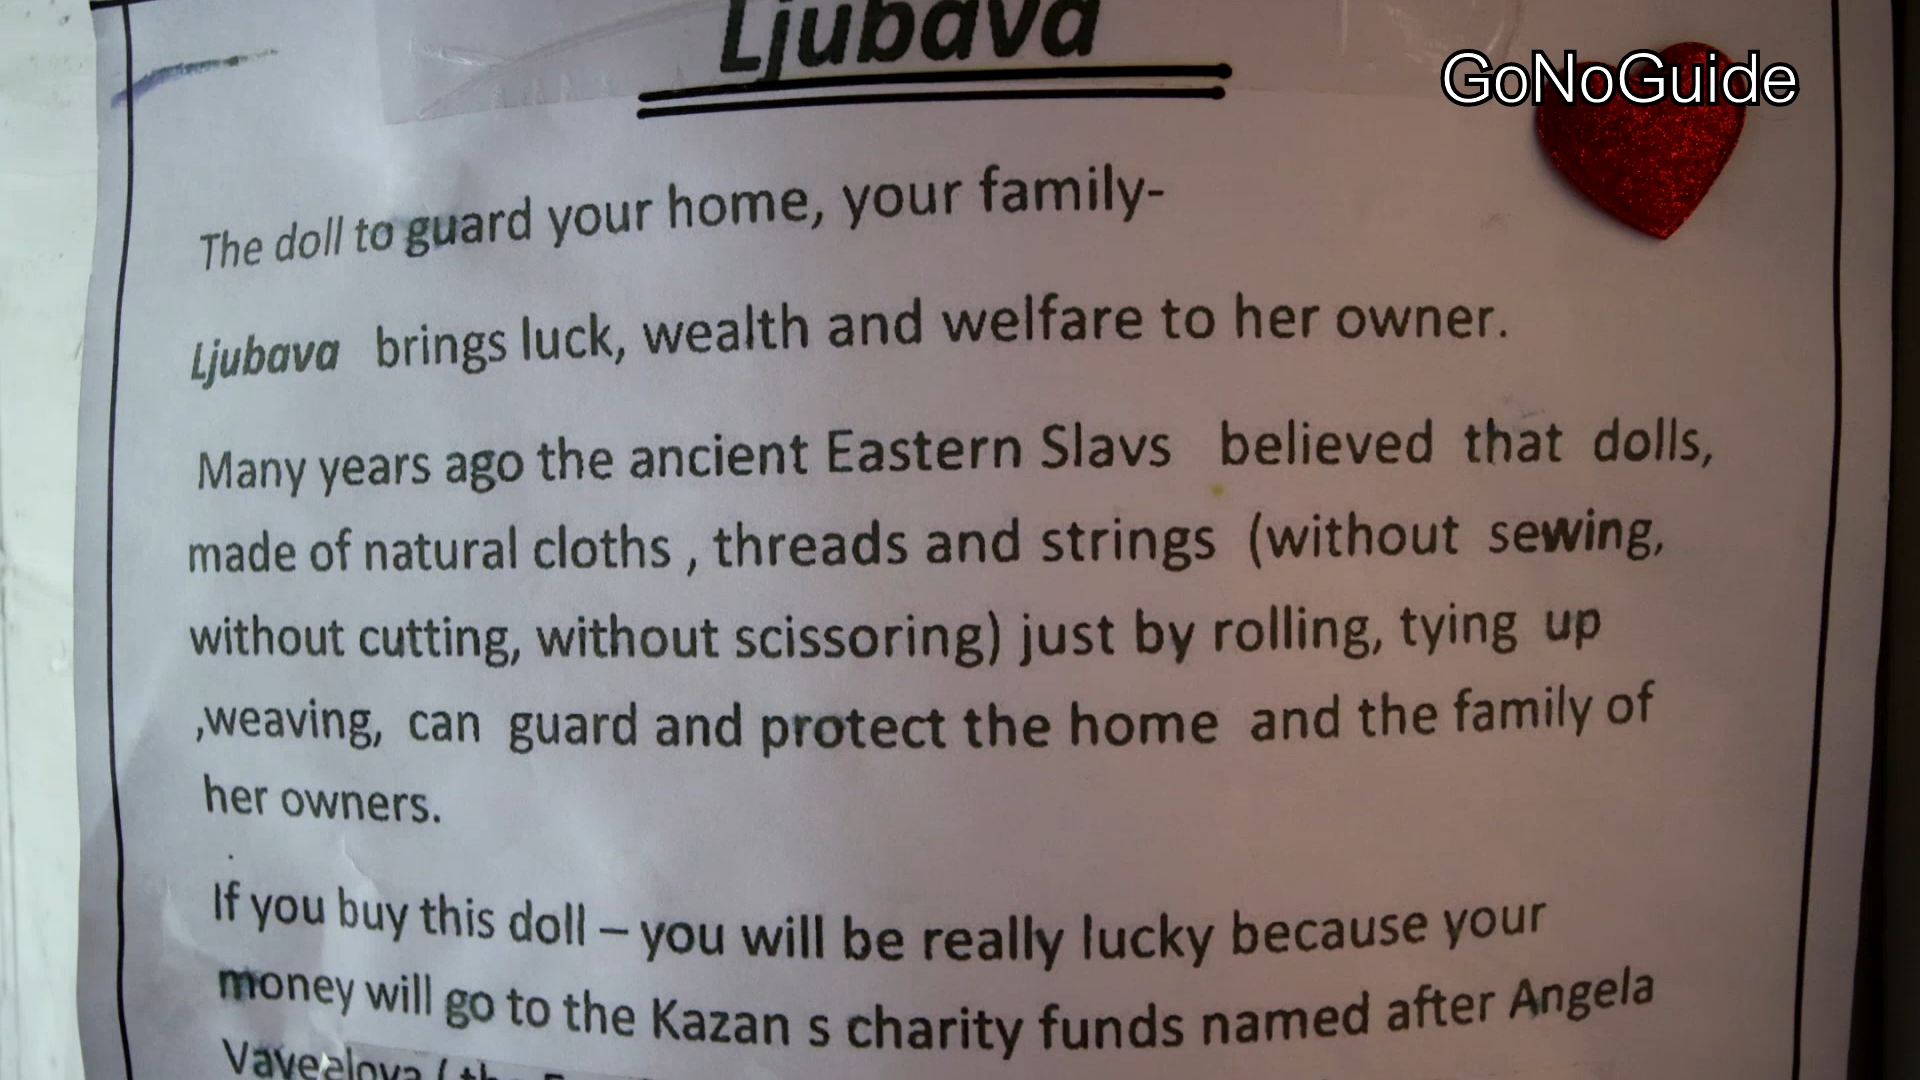 Ljubava
GoNoGuide
The doll to guard your home, your family-
Ljubava brings luck, wealth and welfare to her owner.
Many years ago the ancient Eastern Slavs believed that dolls,
made of natural cloths , threads and strings (without sewing,
without cutting, without scissoring) just by rolling, tying up
,weaving, can guard and protect the home and the family of
her owners.
.
If you buy this doll – you will be really lucky because your
money will go to the Kazan s charity funds named after Angela